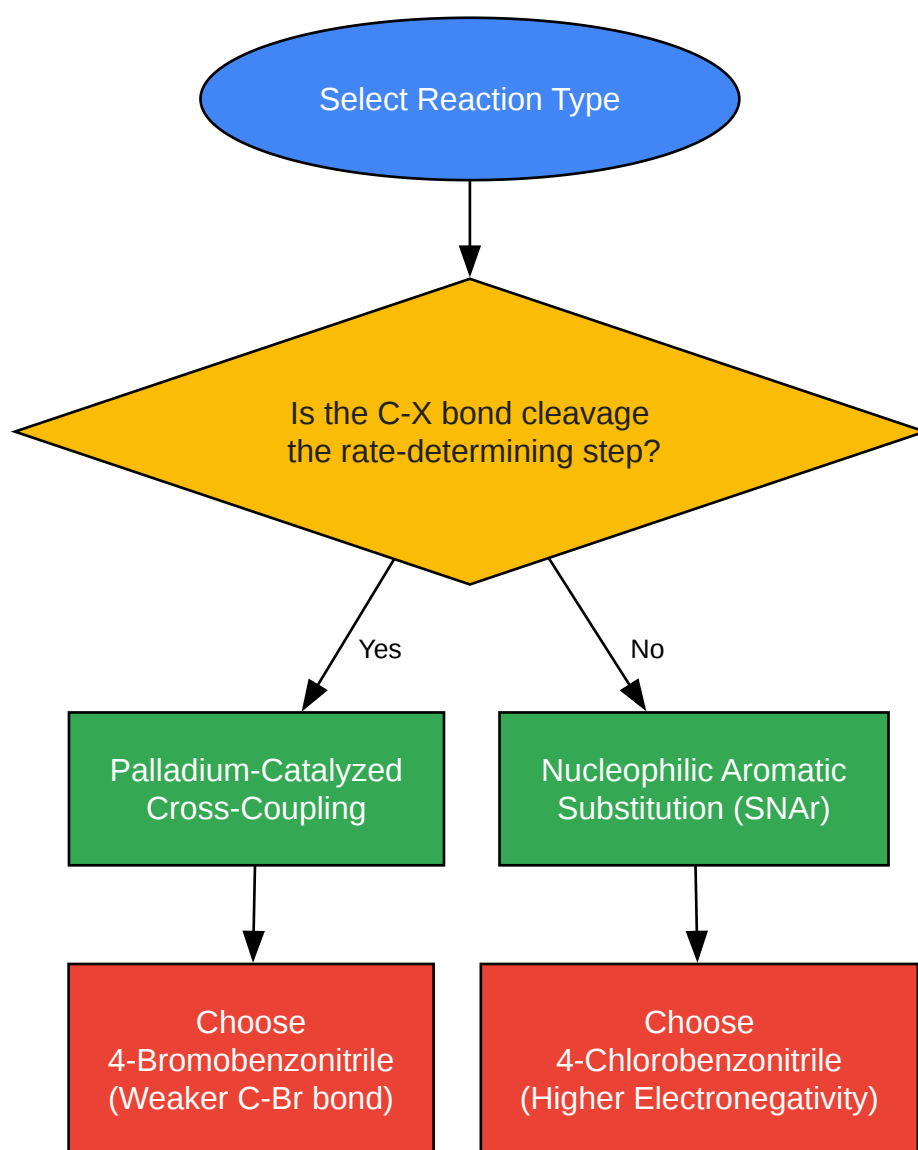 Select Reaction Type
Is the C-X bond cleavage
the rate-determining step?
Yes
No
Palladium-Catalyzed
Cross-Coupling
Nucleophilic Aromatic
Substitution (SNAr)
Choose
4-Bromobenzonitrile
(Weaker C-Br bond)
Choose
4-Chlorobenzonitrile
(Higher Electronegativity)